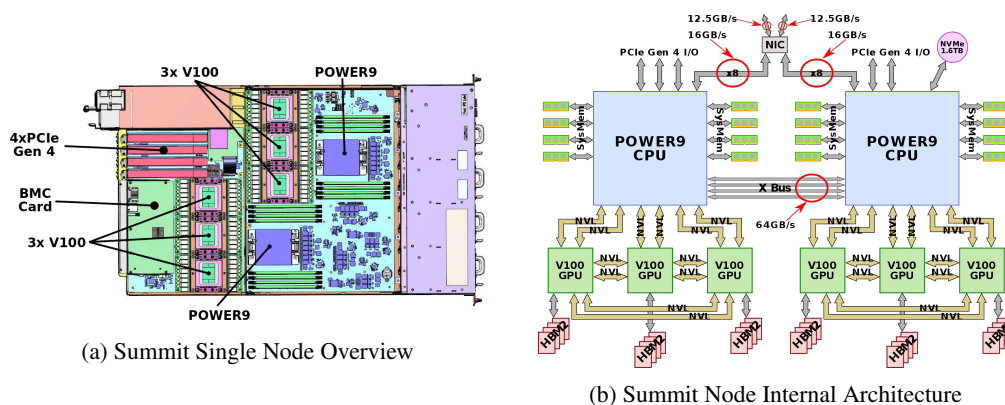 3x V100
POWER9
4xPCIe
Gen 4
BMC
Card
3x V100
POWER9
(a) Summit Single Node Overview
12.5GB/s
12.5GB/s
16GB/s
16GB/s
NIC
PCIe Gen 4 I/O
PCIe Gen 4 I/O
NVMe
1.6TB
x8
x8
SysMem
POWER9
CPU
SysMem
SysMem
POWER9
CPU
SysMem
X Bus
64GB/s
NVL
NVL
NVL
NVL
NVL
NVL
NVL
NVL
V100
GPU
NVL
NVL
V100
GPU
NVL
NVL
V100
GPU
V100
GPU
NVL
NVL
V100
GPU
NVL
NVL
V100
GPU
NVL
NVL
NVL
NVL
HBM2
HBM2
HBM2
HBM2
HBM2
HBM2
(b) Summit Node Internal Architecture